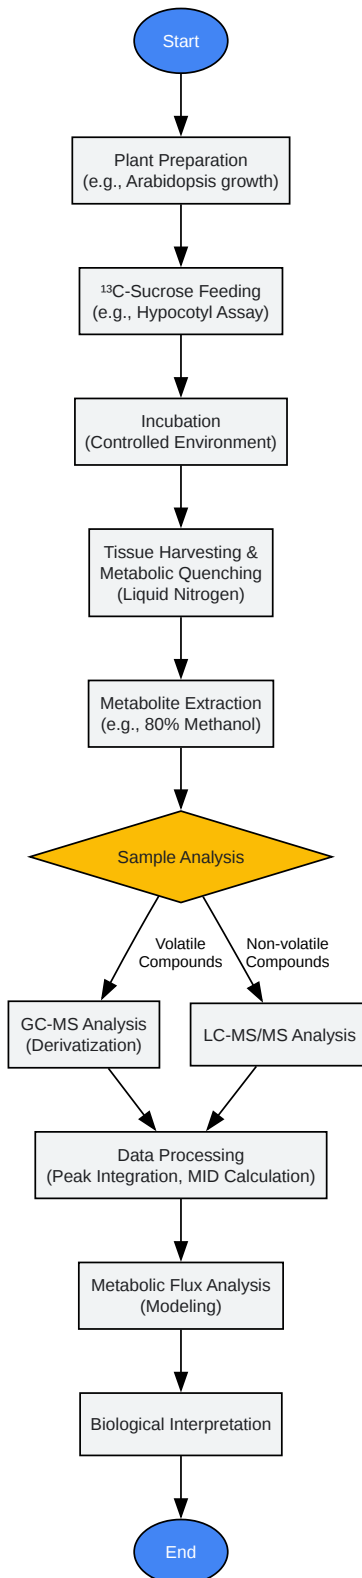 Start
Plant Preparation
(e.g., Arabidopsis growth)
¹³C-Sucrose Feeding
(e.g., Hypocotyl Assay)
Incubation
(Controlled Environment)
Tissue Harvesting &
Metabolic Quenching
(Liquid Nitrogen)
Metabolite Extraction
(e.g., 80% Methanol)
Sample Analysis
Volatile
Compounds
Non-volatile
Compounds
GC-MS Analysis
(Derivatization)
LC-MS/MS Analysis
Data Processing
(Peak Integration, MID Calculation)
Metabolic Flux Analysis
(Modeling)
Biological Interpretation
End